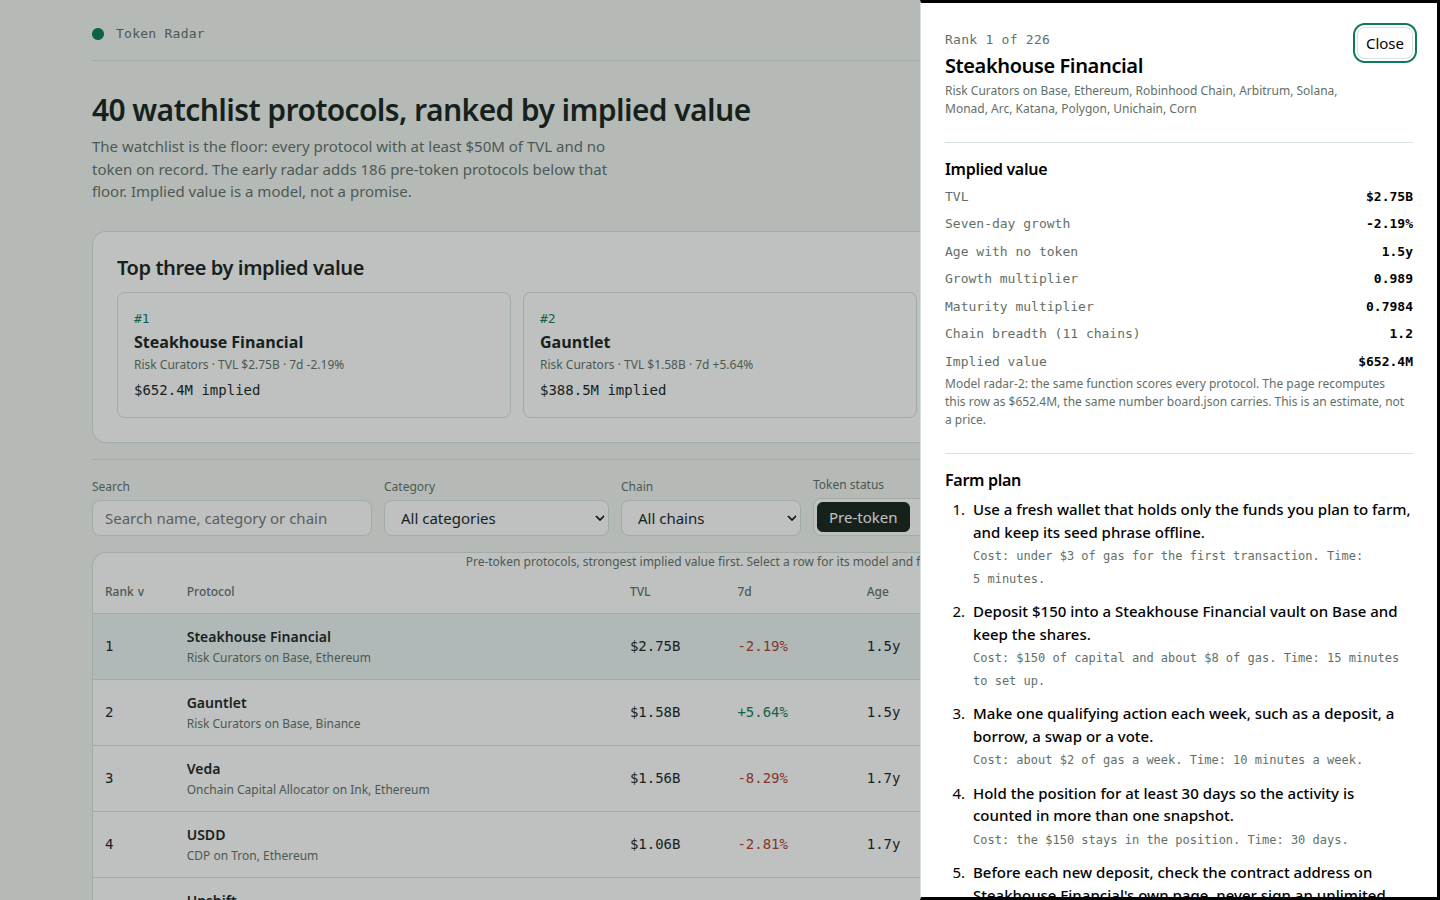 Token Radar
40 watchlist protocols, ranked by implied value
The watchlist is the floor: every protocol with at least $50M of TVL and no
token on record. The early radar adds 186 pre-token protocols below that
floor. Implied value is a model, not a promise.
Top three by implied value
#1
Steakhouse Financial
Risk Curators · TVL $2.75B · 7d -2.19%
$652.4M implied
#2
Gauntlet
Risk Curators · TVL $1.58B · 7d +5.64%
$388.5M implied
Search
Search name, category or chain
Category
All categories
Chain
All chains
Token status
Pre-token
Pre-token protocols, strongest implied value first. Select a row for its model and f
Rank v Protocol TVL 7d Age
1 Steakhouse Financial $2.75B -2.19% 1.5y
Risk Curators on Base, Ethereum
2 Gauntlet $1.58B +5.64% 1.5y
Risk Curators on Base, Binance
3 Veda $1.56B -8.29% 1.7y
Onchain Capital Allocator on Ink, Ethereum
4 USDD $1.06B -2.81% 1.7y
CDP on Tron, Ethereum
Upshift
Rank 1 of 226
Close
Steakhouse Financial
Risk Curators on Base, Ethereum, Robinhood Chain, Arbitrum, Solana,
Monad, Arc, Katana, Polygon, Unichain, Corn
Implied value
TVL $2.75B
Seven-day growth -2.19%
Age with no token 1.5y
Growth multiplier 0.989
Maturity multiplier 0.7984
Chain breadth (11 chains) 1.2
Implied value $652.4M
Model radar-2: the same function scores every protocol. The page recomputes
this row as $652.4M, the same number board.json carries. This is an estimate, not
a price.
Farm plan
1. Use a fresh wallet that holds only the funds you plan to farm,
and keep its seed phrase offline.
Cost: under $3 of gas for the first transaction. Time:
5 minutes.
2. Deposit $150 into a Steakhouse Financial vault on Base and
keep the shares.
Cost: $150 of capital and about $8 of gas. Time: 15 minutes
to set up.
3. Make one qualifying action each week, such as a deposit, a
borrow, a swap or a vote.
Cost: about $2 of gas a week. Time: 10 minutes a week.
4. Hold the position for at least 30 days so the activity is
counted in more than one snapshot.
Cost: the $150 stays in the position. Time: 30 days.
5. Before each new deposit, check the contract address on
Steakhouse Financial's own page, never sign an unlimited